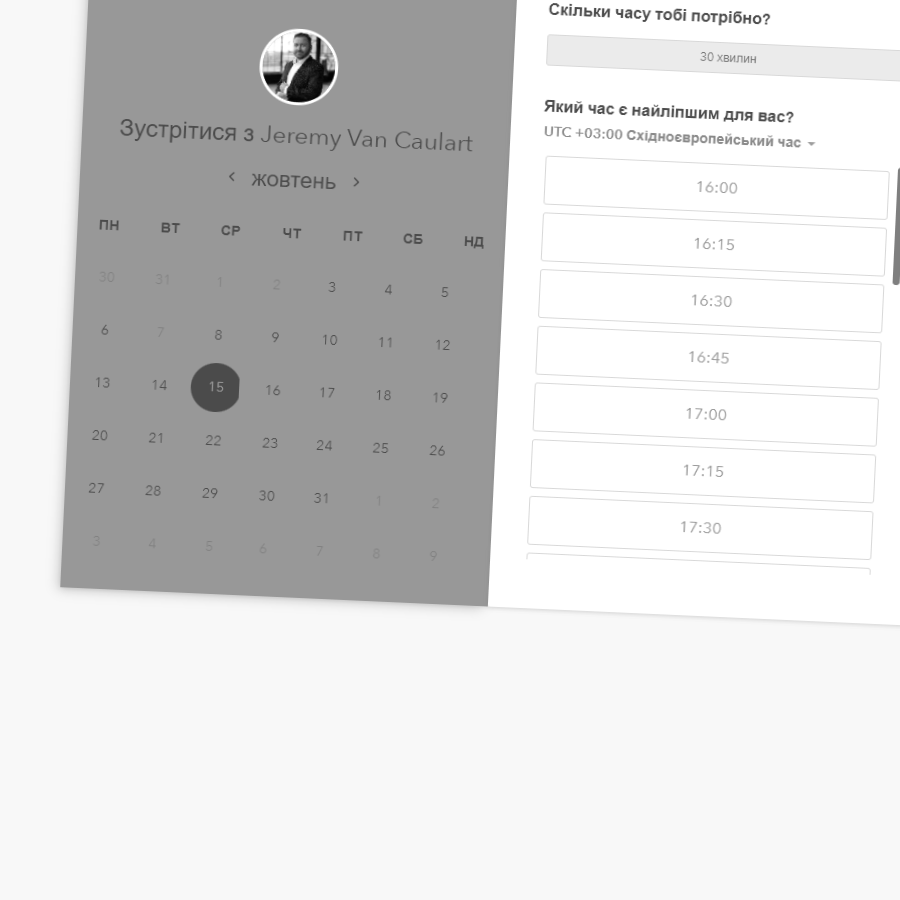 Зустрітися з Jeremy Van Caulart
‹ жовтень ›
ПН ВТ СР ЧТ ПТ СБ НД
30 31 1 2 3 4 5
6 7 8 9 10 11 12
13 14 15 16 17 18 19
20 21 22 23 24 25 26
27 28 29 30 31 1 2
3 4 5 6 7 8 9
Скільки часу тобі потрібно?
30 хвилин
Який час є найліпшим для вас?
UTC +03:00 Східноєвропейський час
16:00
16:15
16:30
16:45
17:00
17:15
17:30